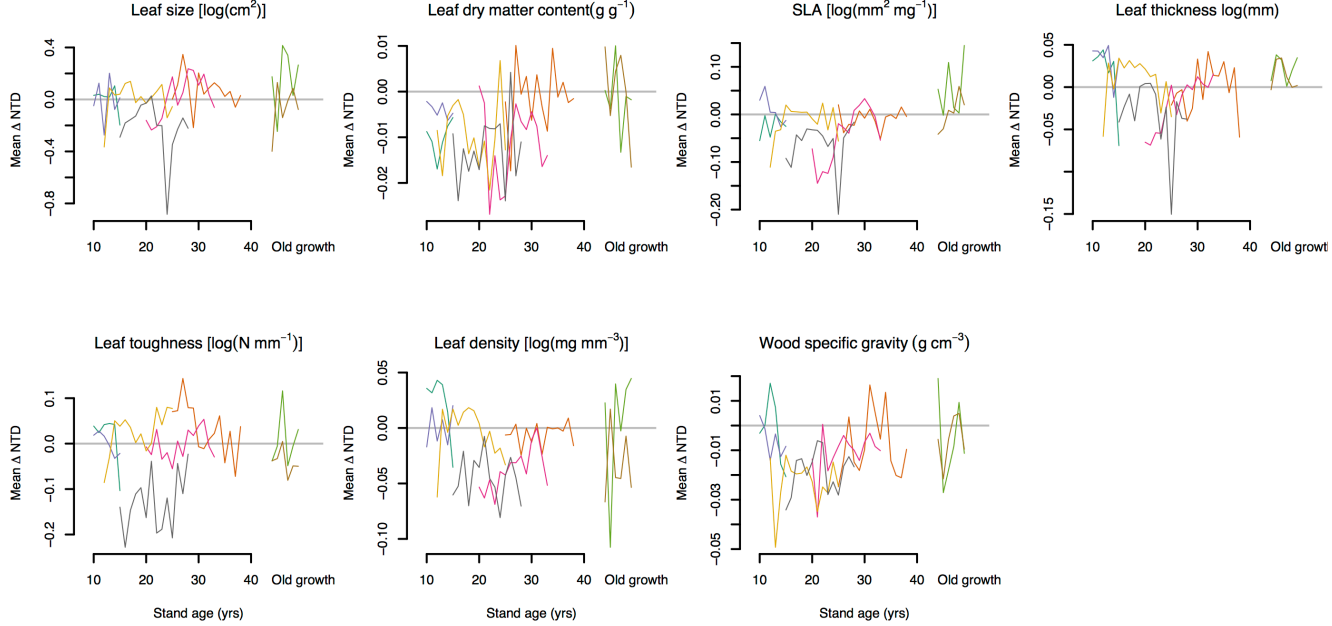 Leaf size [log(cm²)]
Mean Δ NTD
0.4
0.0
−0.4
−0.8
10 20 30 40 Old growth
Leaf dry matter content(g g⁻¹)
Mean Δ NTD
0.01
0.00
−0.01
−0.02
10 20 30 40 Old growth
SLA [log(mm² mg⁻¹)]
Mean Δ NTD
0.10
0.00
−0.10
−0.20
10 20 30 40 Old growth
Leaf thickness log(mm)
Mean Δ NTD
0.05
0.00
−0.05
−0.15
10 20 30 40 Old growth
Leaf toughness [log(N mm⁻¹)]
Mean Δ NTD
0.1
0.0
−0.1
−0.2
10 20 30 40 Old growth
Stand age (yrs)
Leaf density [log(mg mm⁻³)]
Mean Δ NTD
0.05
0.00
−0.05
−0.10
10 20 30 40 Old growth
Stand age (yrs)
Wood specific gravity (g cm⁻³)
Mean Δ NTD
0.01
−0.01
−0.03
−0.05
10 20 30 40 Old growth
Stand age (yrs)